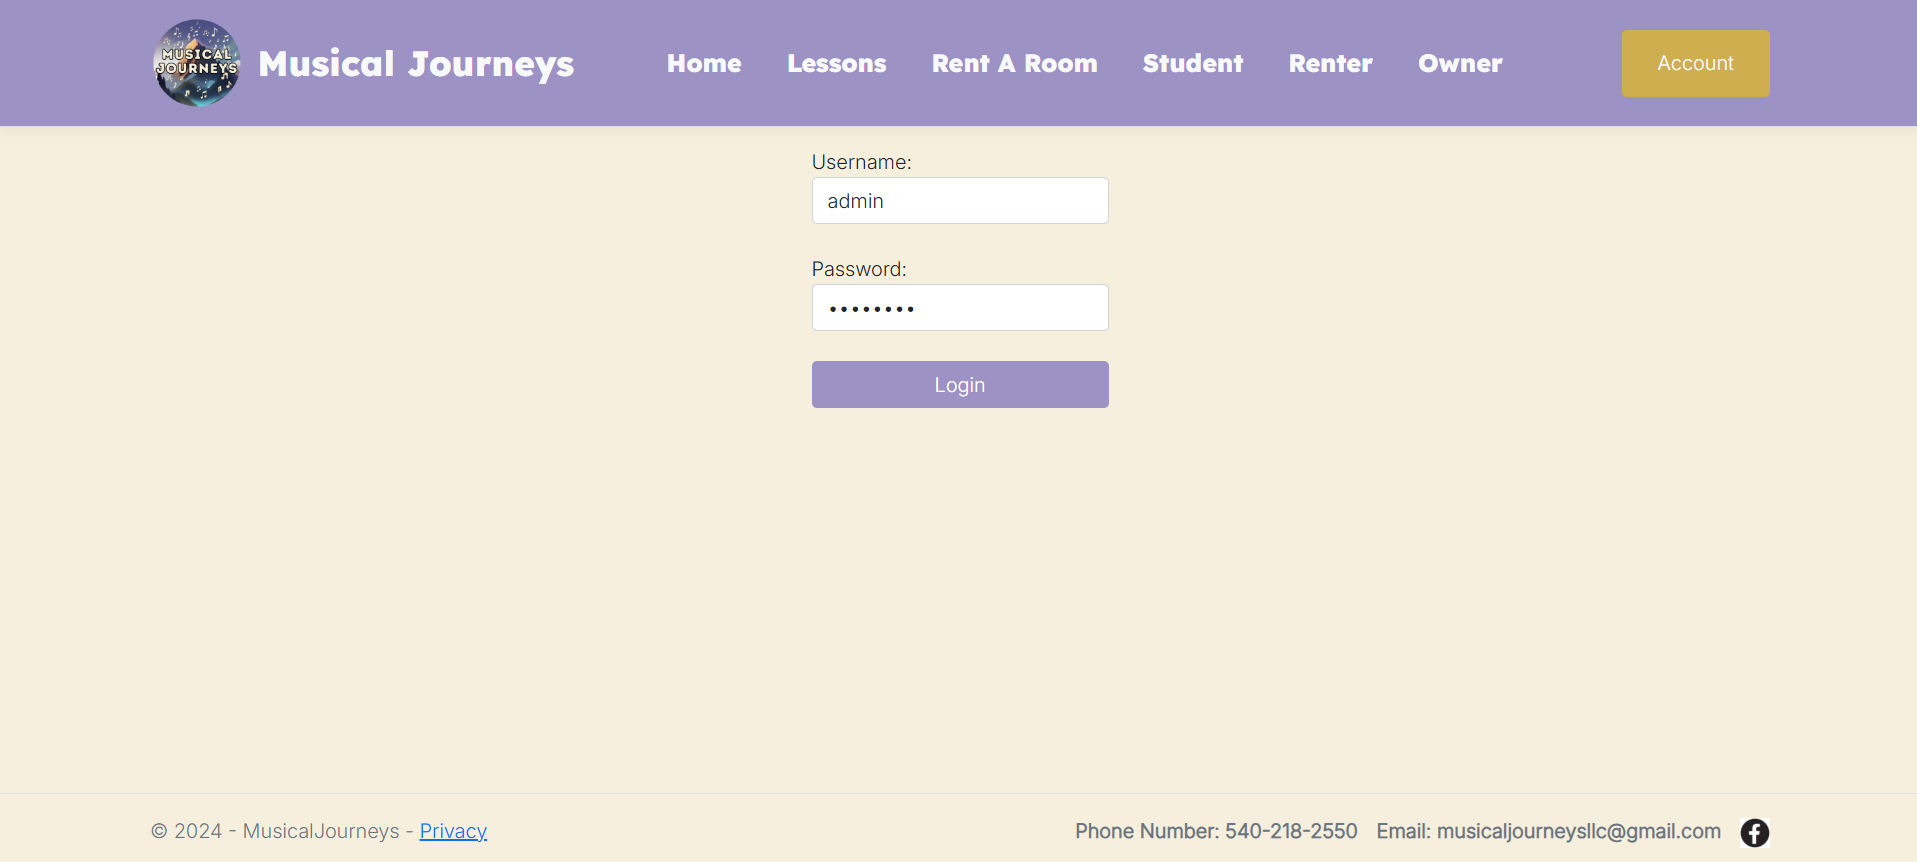 MUSICAL
JOURNEYS
Musical Journeys
Home
Lessons
Rent A Room
Student
Renter
Owner
Account
Username:
admin
Password:
••••••••
Login
© 2024 - MusicalJourneys - Privacy
Phone Number: 540-218-2550
Email: musicaljourneysllc@gmail.com